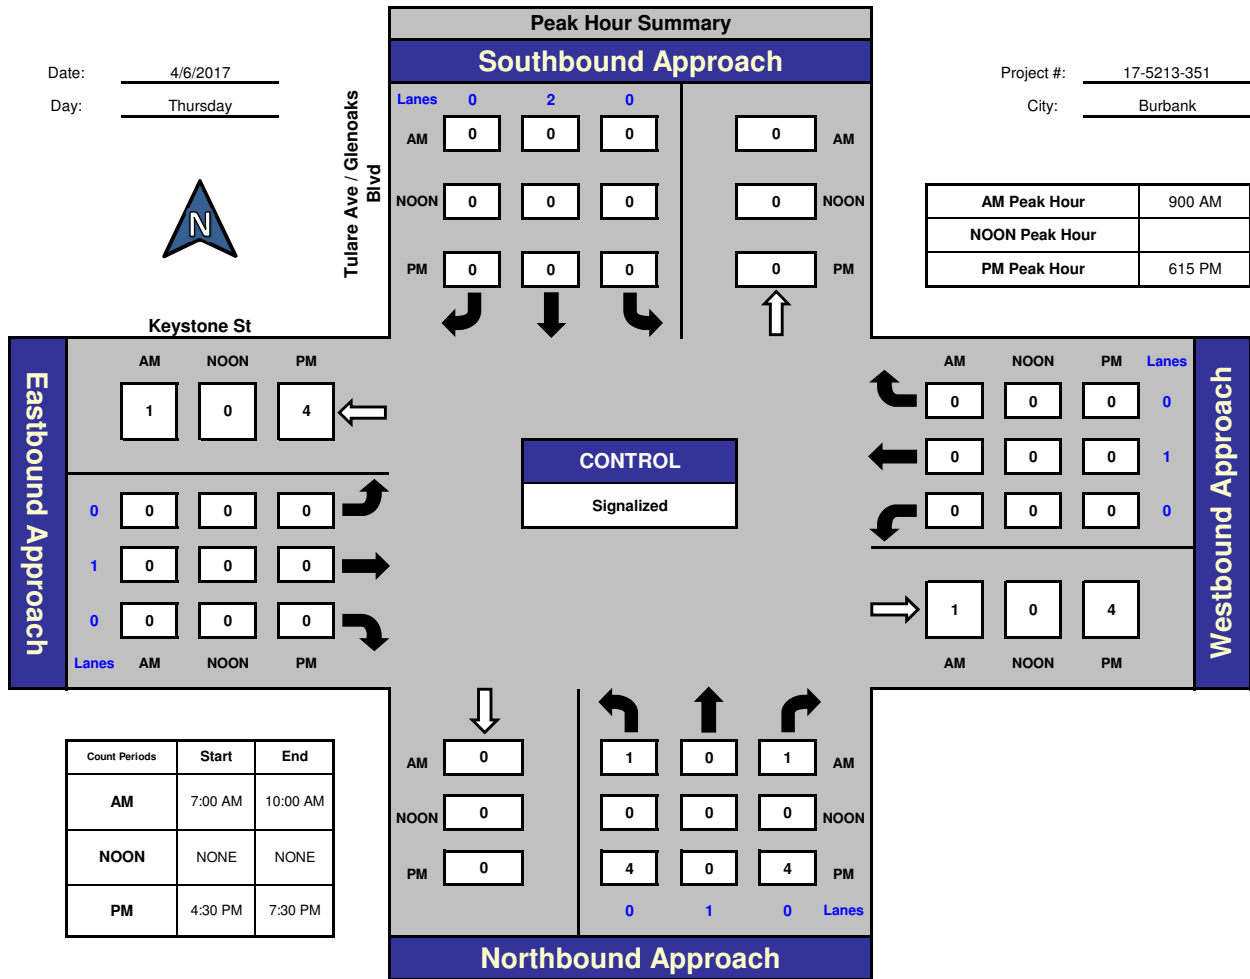 Peak Hour Summary
Southbound Approach
Date: 4/6/2017
Day: Thursday
Project #: 17-5213-351
City: Burbank
Tulare Ave / Glenoaks
Blvd
N
Lanes 0 2 0
AM 0 0 0 0 AM
NOON 0 0 0 0 NOON
PM 0 0 0 0 PM
AM Peak Hour 900 AM
NOON Peak Hour
PM Peak Hour 615 PM
Keystone St
Eastbound Approach
AM NOON PM
1 0 4
0 0 0 0
1 0 0 0
0 0 0 0
Lanes AM NOON PM
CONTROL
Signalized
AM NOON PM Lanes
0 0 0 0
0 0 0 1
0 0 0 0
1 0 4
AM NOON PM
Westbound Approach
Count Periods Start End
AM 7:00 AM 10:00 AM
NOON NONE NONE
PM 4:30 PM 7:30 PM
AM 0 1 0 1 AM
NOON 0 0 0 0 NOON
PM 0 4 0 4 PM
0 1 0 Lanes
Northbound Approach